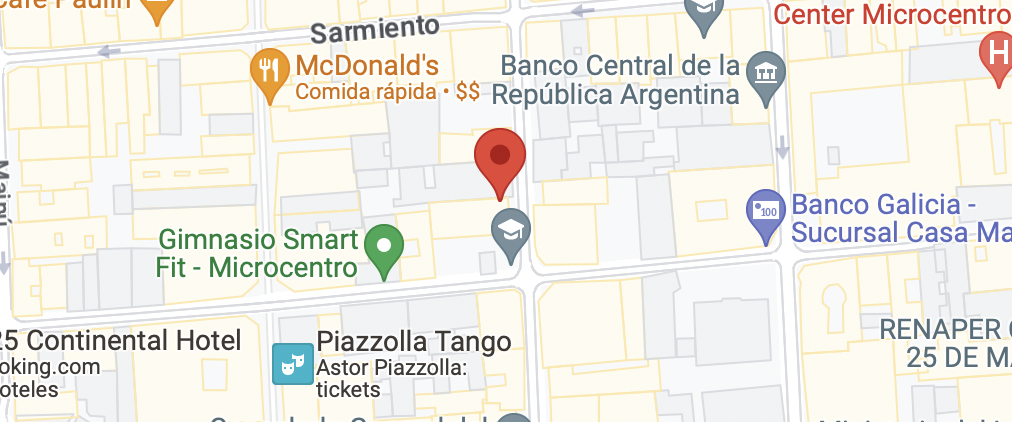 Café Paulin
Sarmiento
Center Microcentro
McDonald's
Comida rápida • $$
Banco Central de la
República Argentina
H
Maipú
100
Banco Galicia -
Sucursal Casa Ma
Gimnasio Smart
Fit - Microcentro
25 Continental Hotel
oking.com
oteles
Piazzolla Tango
Astor Piazzolla:
tickets
RENAPER
25 DE MA